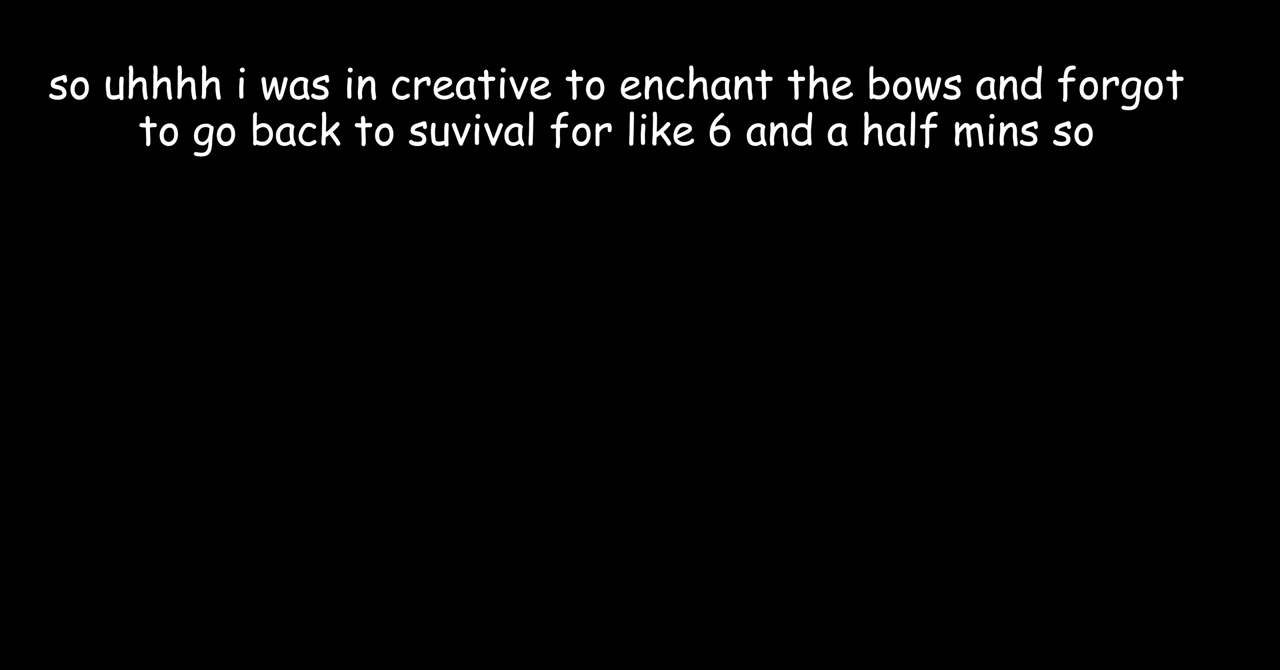 so uhhhh i was in creative to enchant the bows and forgot
to go back to suvival for like 6 and a half mins so